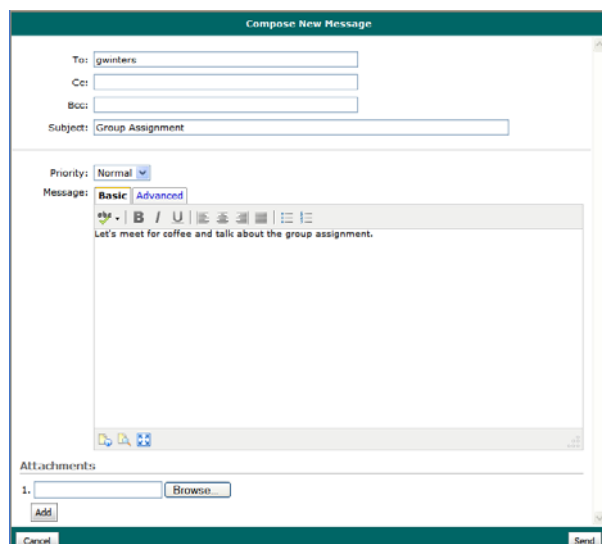 Compose New Message
To: gwinters
Cc:
Bcc:
Subject: Group Assignment
Priority: Normal
Message: Basic Advanced
abc B I U
Let's meet for coffee and talk about the group assignment.
Attachments
1. Browse...
Add
Cancel Send